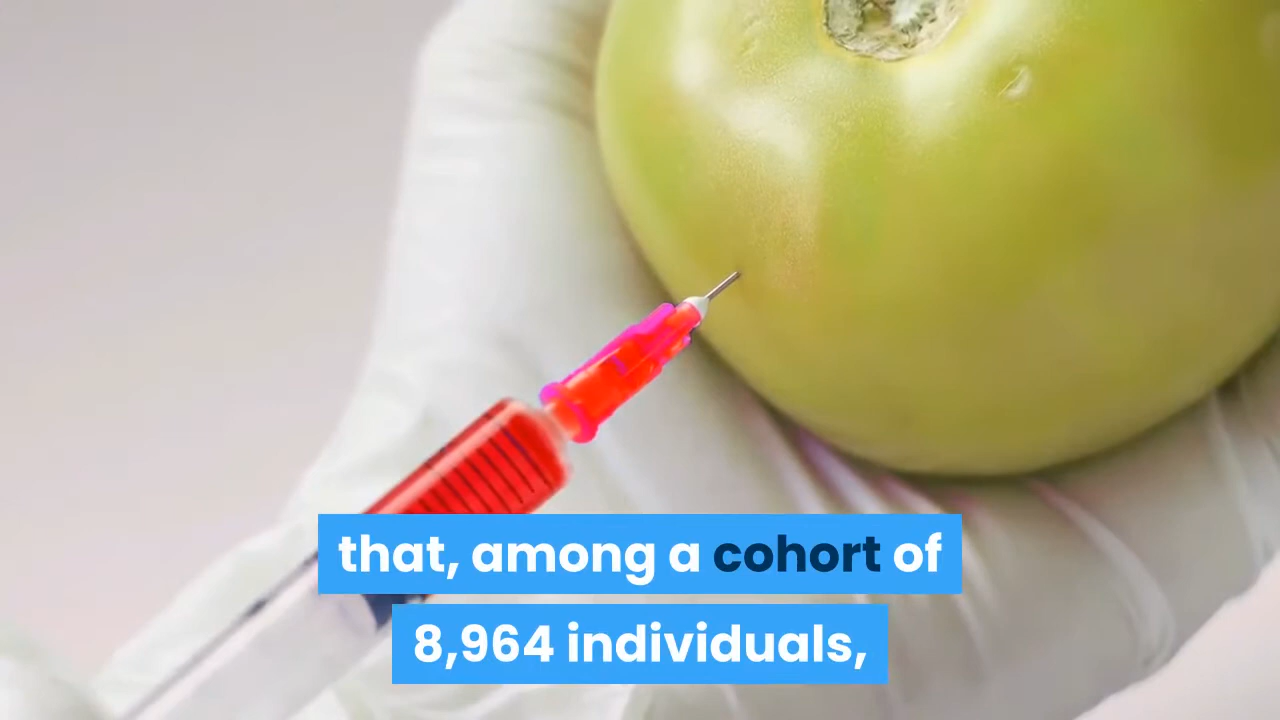 that, among a cohort of
8,964 individuals,